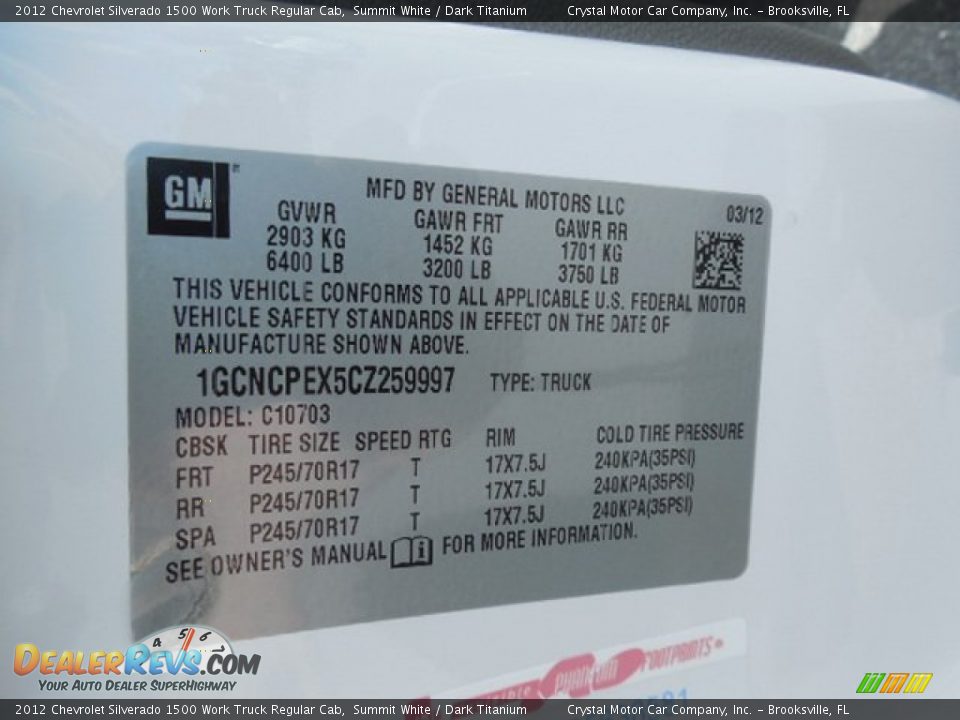 2012 Chevrolet Silverado 1500 Work Truck Regular Cab, Summit White / Dark Titanium Crystal Motor Car Company, Inc. - Brooksville, FL
GM
MFD BY GENERAL MOTORS LLC
03/12
GVWR GAWR FRT GAWR RR
2903 KG 1452 KG 1701 KG
6400 LB 3200 LB 3750 LB
THIS VEHICLE CONFORMS TO ALL APPLICABLE U.S. FEDERAL MOTOR
VEHICLE SAFETY STANDARDS IN EFFECT ON THE DATE OF
MANUFACTURE SHOWN ABOVE.
1GCNCPEX5CZ259997 TYPE: TRUCK
MODEL: C10703
CBSK TIRE SIZE SPEED RTG RIM COLD TIRE PRESSURE
FRT P245/70R17 T 17X7.5J 240KPA(35PSI)
RR P245/70R17 T 17X7.5J 240KPA(35PSI)
SPA P245/70R17 T 17X7.5J 240KPA(35PSI)
SEE OWNER'S MANUAL FOR MORE INFORMATION.
FOOTPRINTS
4 5 6
DEALERREVS.COM
YOUR AUTO DEALER SUPERHIGHWAY
2012 Chevrolet Silverado 1500 Work Truck Regular Cab, Summit White / Dark Titanium Crystal Motor Car Company, Inc. - Brooksville, FL